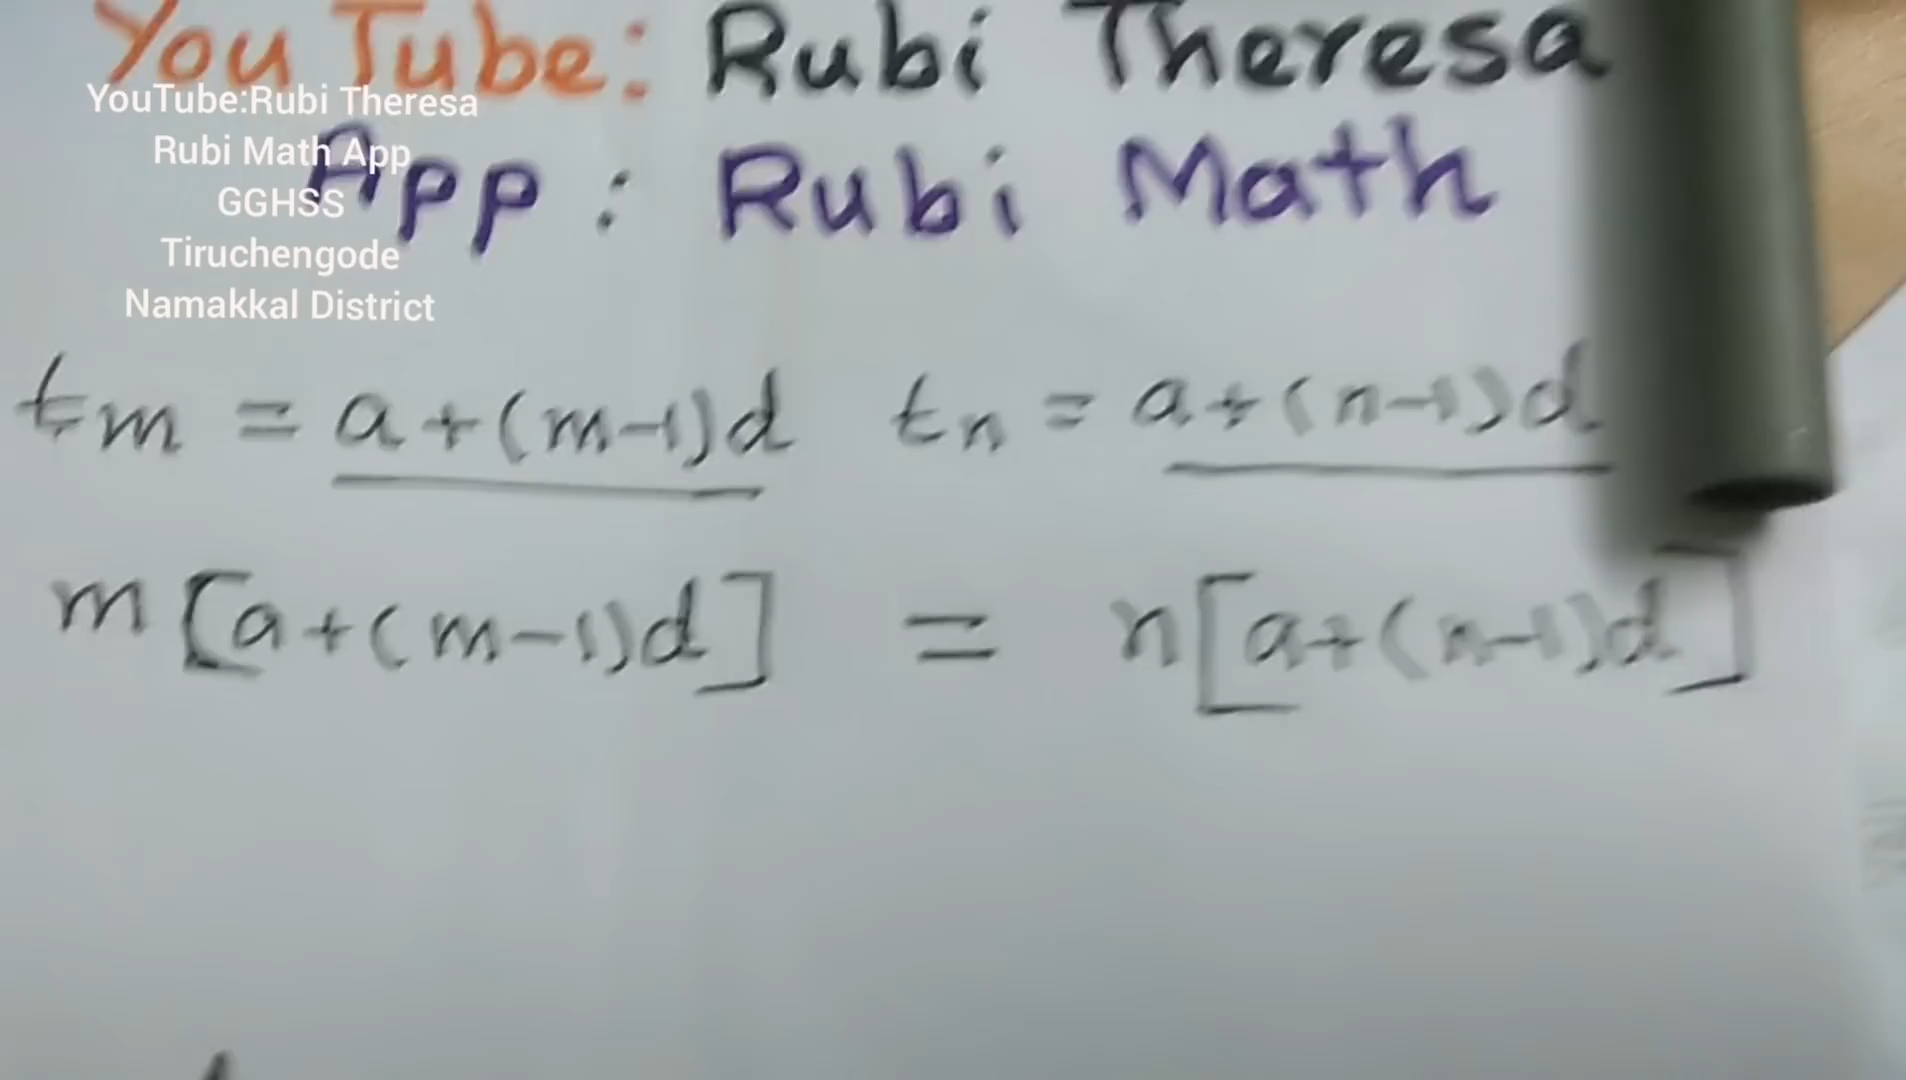 YouTube: Rubi Theresa
App: Rubi Math
YouTube:Rubi Theresa
Rubi Math App
GGHSS
Tiruchengode
Namakkal District
tm = a+(m-1)d tn = a+(n-1)d
m[a+(m-1)d] = n[a+(n-1)d]